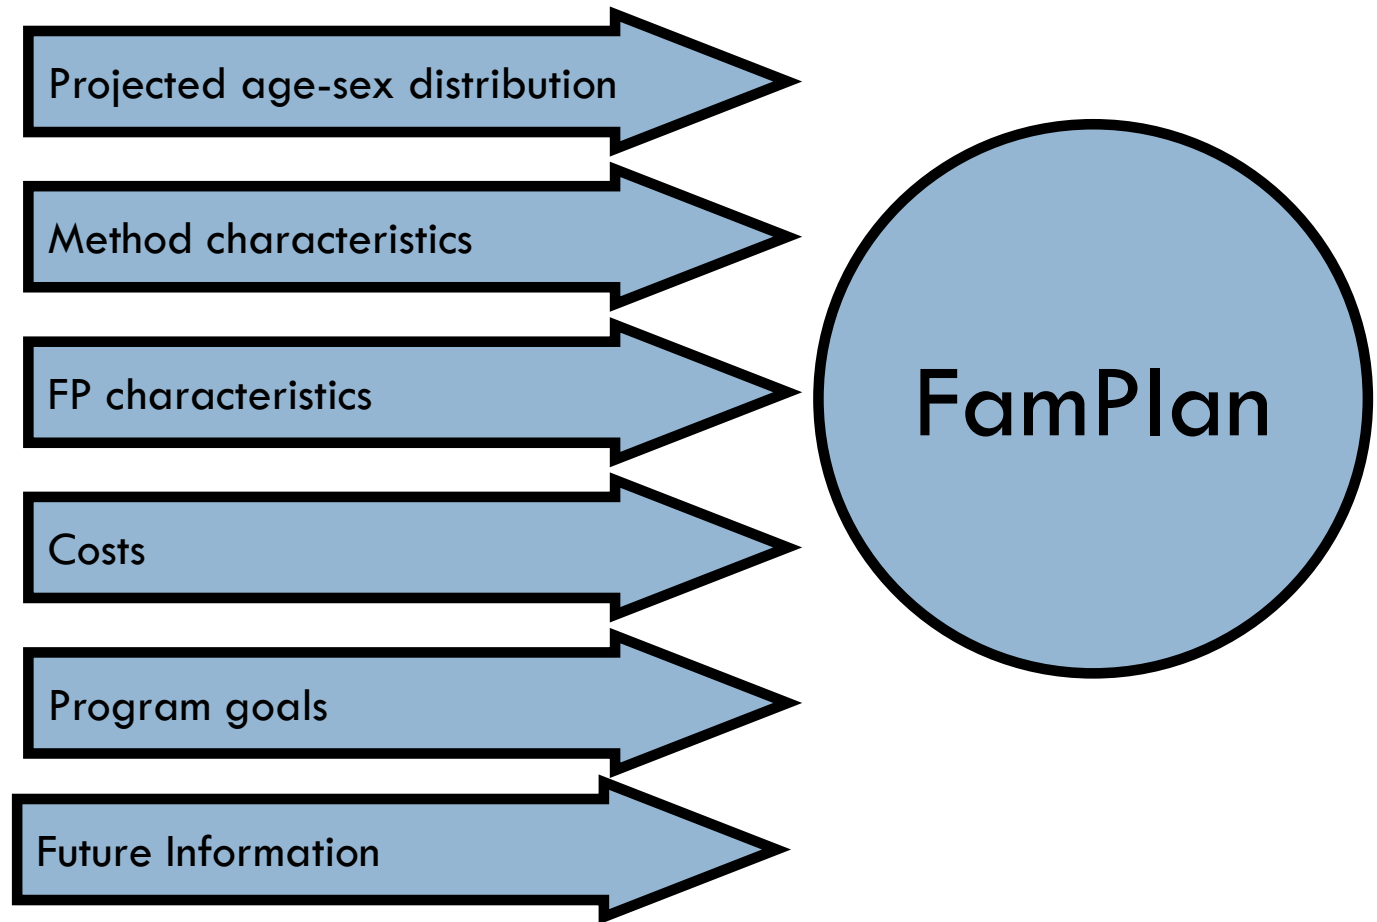 Projected age-sex distribution
Method characteristics
FP characteristics
FamPlan
Costs
Program goals
Future Information